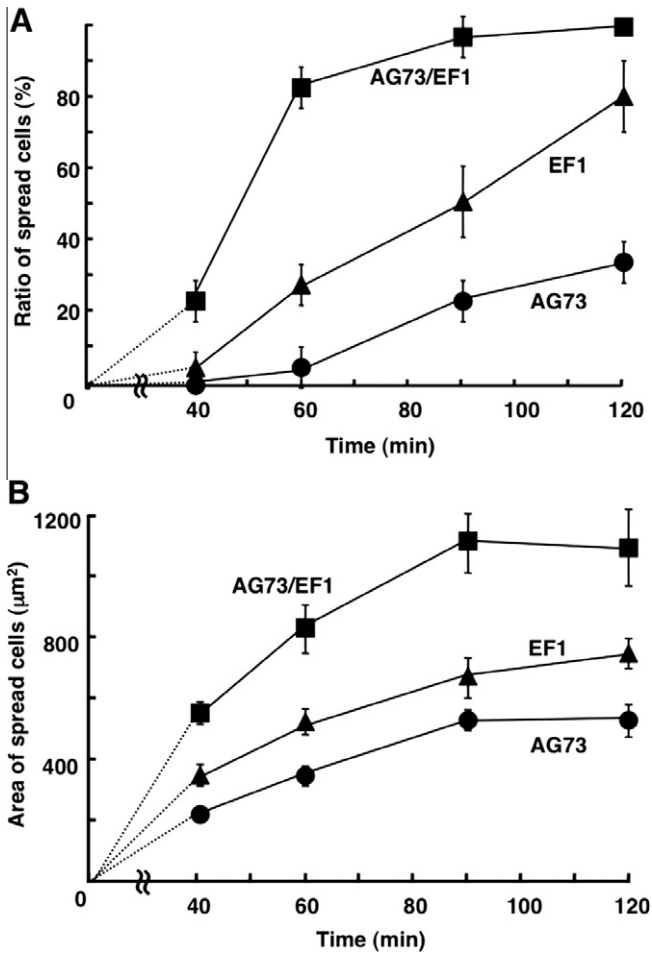 A
Ratio of spread cells (%)
80
60
40
20
0
AG73/EF1
EF1
AG73
40 60 80 100 120
Time (min)
B
Area of spread cells (μm²)
1200
800
400
0
AG73/EF1
EF1
AG73
40 60 80 100 120
Time (min)